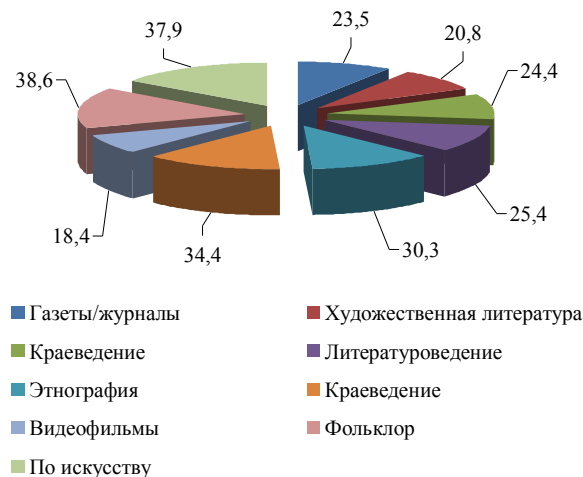 37,9
23,5
20,8
38,6
24,4
18,4
34,4
30,3
25,4
Газеты/журналы
Художественная литература
Краеведение
Литературоведение
Этнография
Краеведение
Видеофильмы
Фольклор
По искусству